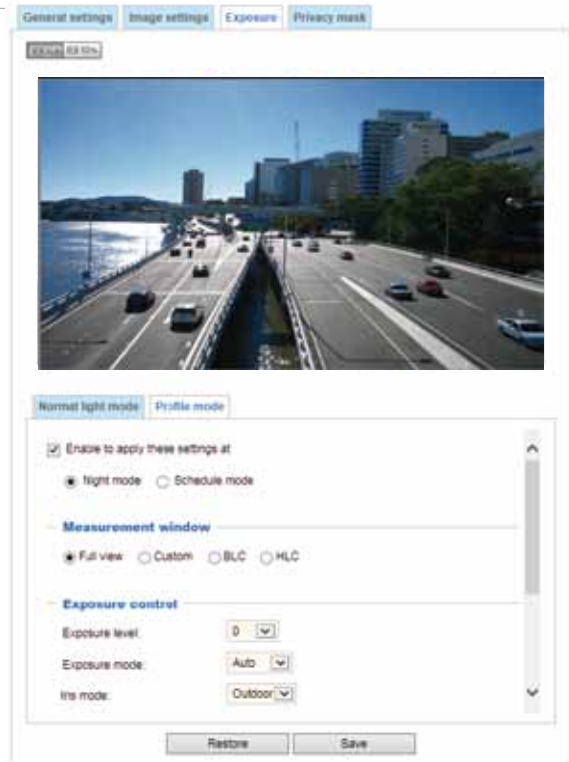 General settings Image settings Exposure Privacy mask
Normal light mode Profile mode
Enable to apply these settings at
Night mode Schedule mode
Measurement window
Full view Custom BLC HLC
Exposure control
Exposure level: 0
Exposure mode: Auto
Iris mode: Outdoor
Restore Save